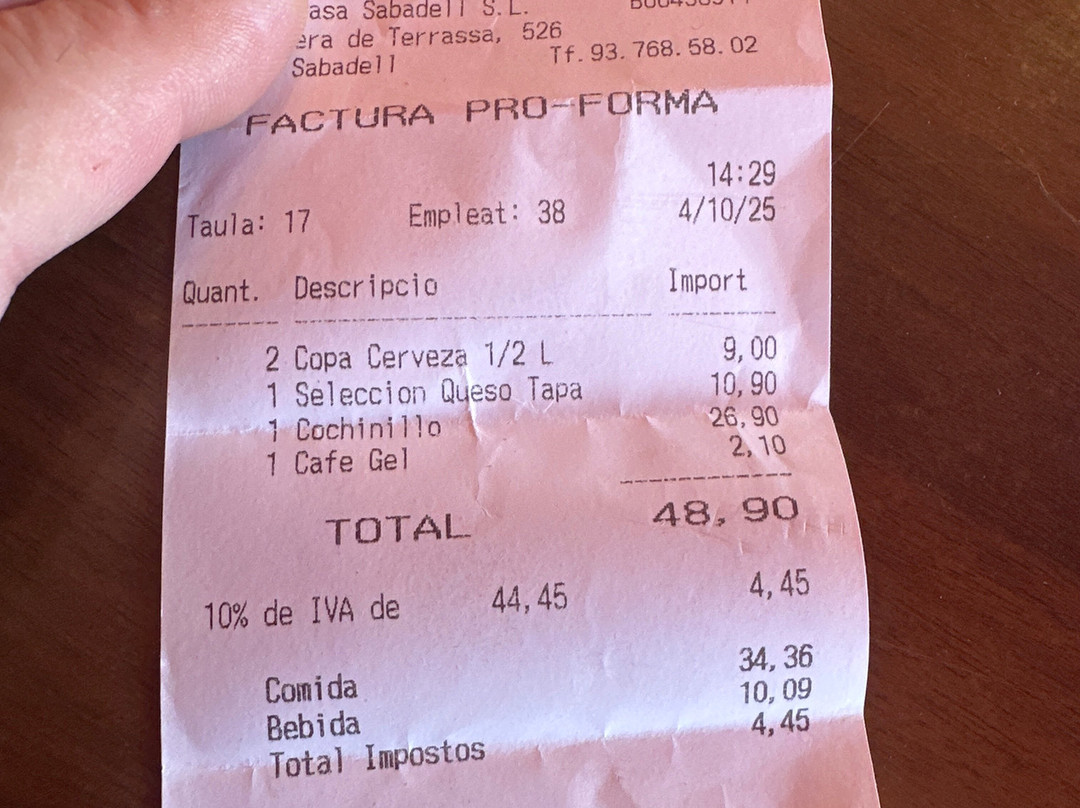 asa Sabadell S.L.
era de Terrassa, 526
Sabadell Tf. 93.768.58.02
FACTURA PRO-FORMA
14:29
Taula: 17 Empleat: 38 4/10/25
Quant. Descripcio Import
2 Copa Cerveza 1/2 L 9,00
1 Seleccion Queso Tapa 10,90
1 Cochinillo 26,90
1 Cafe Gel 2,10
TOTAL 48,90
10% de IVA de 44,45 4,45
Comida 34,36
Bebida 10,09
Total Impostos 4,45